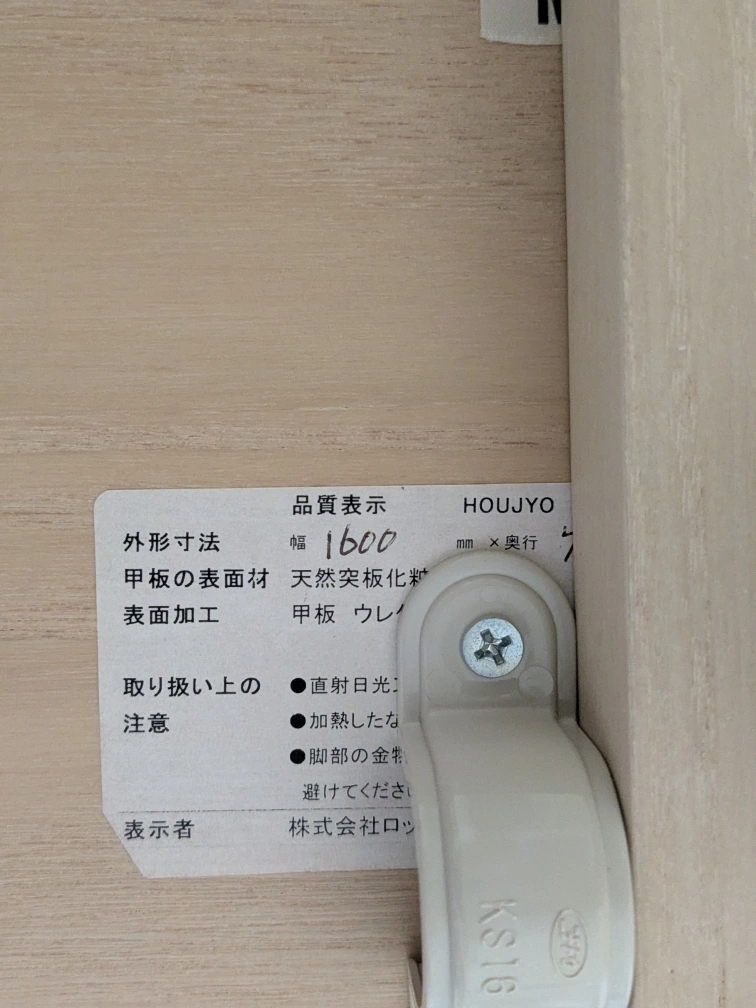 品質表示 HOUJYO
外形寸法 幅 1600 mm ×奥行
甲板の表面材 天然突板化粧
表面加工 甲板 ウレ
取り扱い上の ●直射日光
注意 ●加熱したな
●脚部の金物
避けてくださ
表示者 株式会社ロッ
KS16